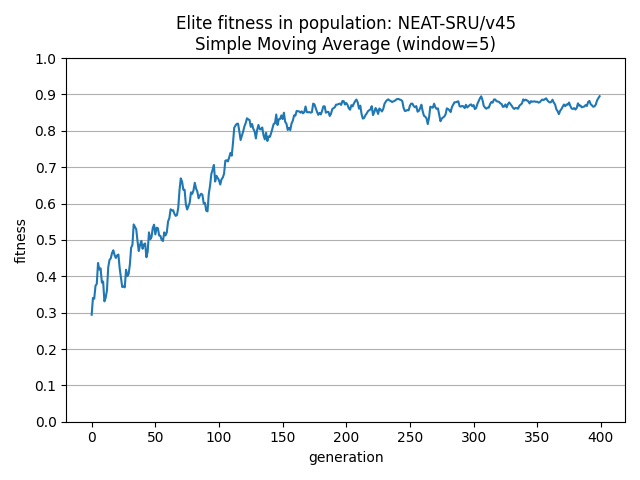 Elite fitness in population: NEAT-SRU/v45
Simple Moving Average (window=5)
1.0
0.9
0.8
0.7
0.6
0.5
0.4
0.3
0.2
0.1
0.0
fitness
0 50 100 150 200 250 300 350 400
generation